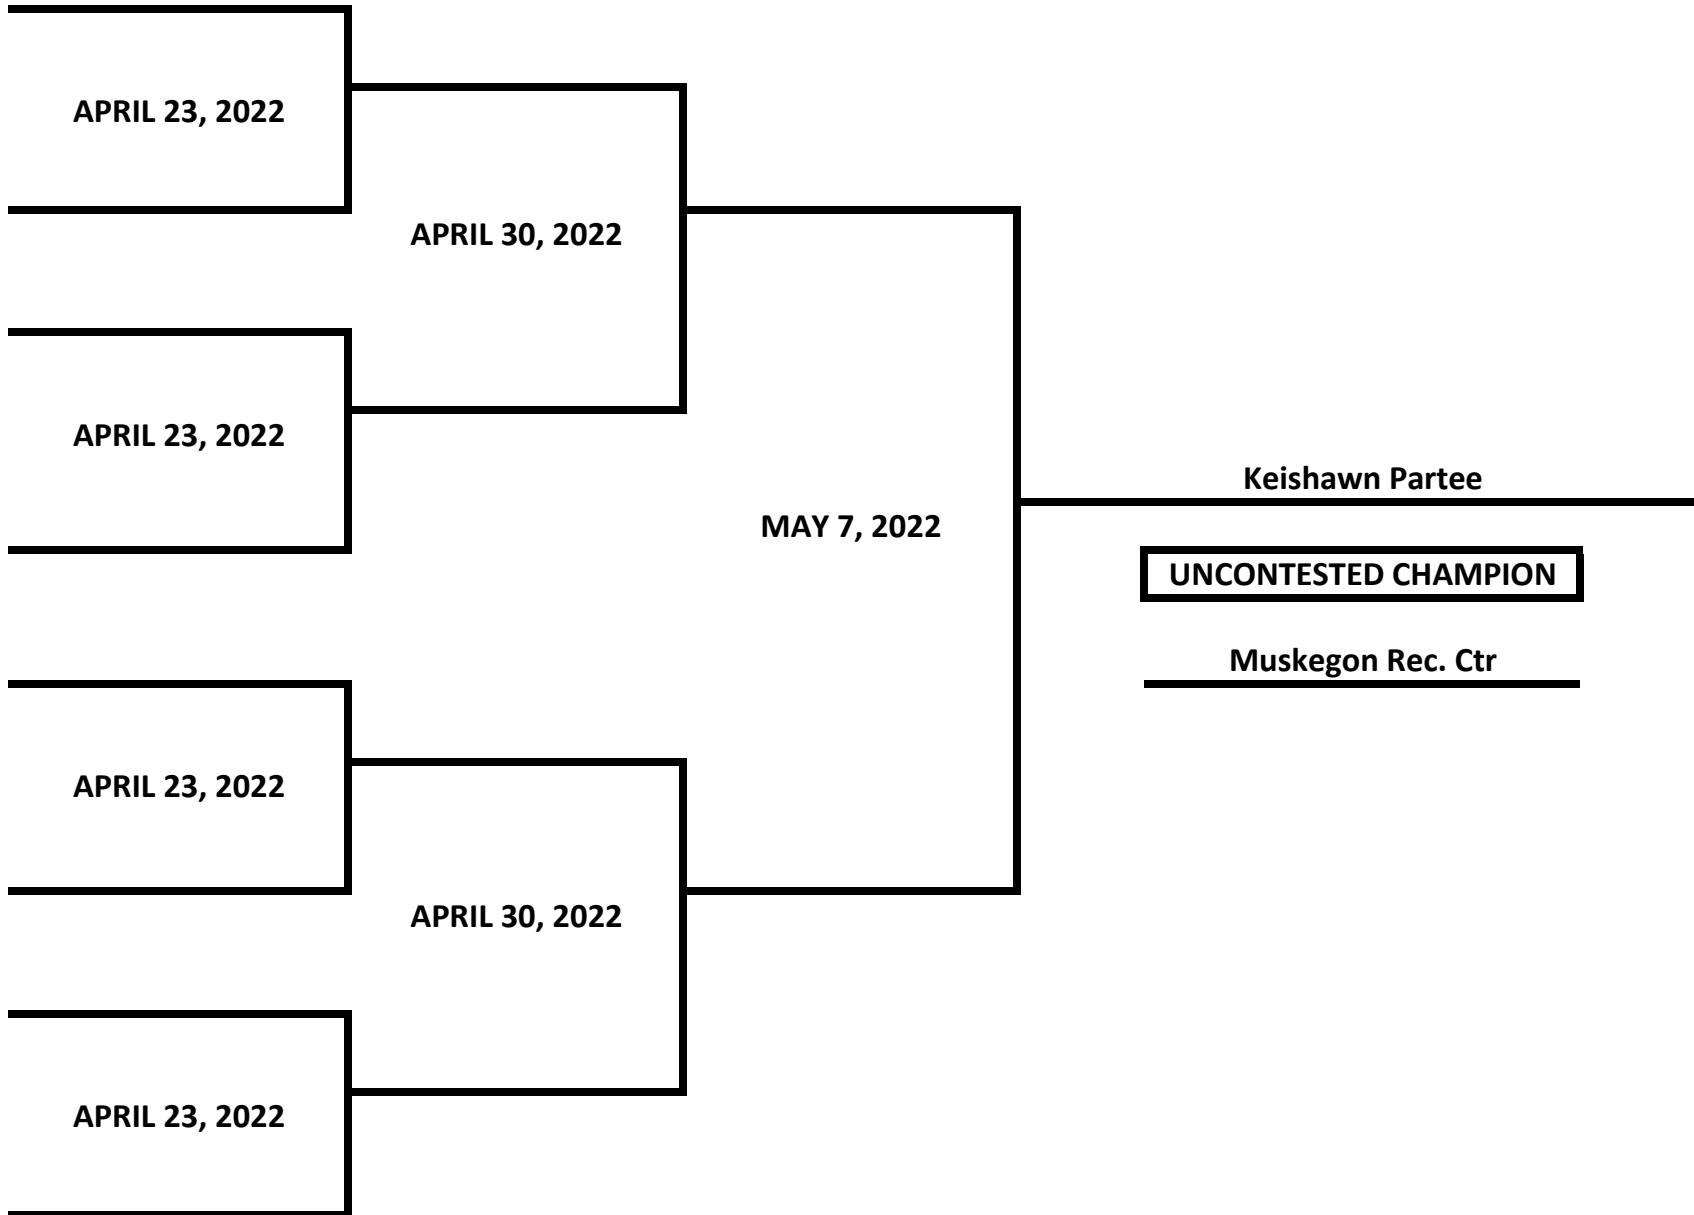 APRIL 23, 2022
APRIL 30, 2022
APRIL 23, 2022
Keishawn Partee
MAY 7, 2022
UNCONTESTED CHAMPION
Muskegon Rec. Ctr
APRIL 23, 2022
APRIL 30, 2022
APRIL 23, 2022